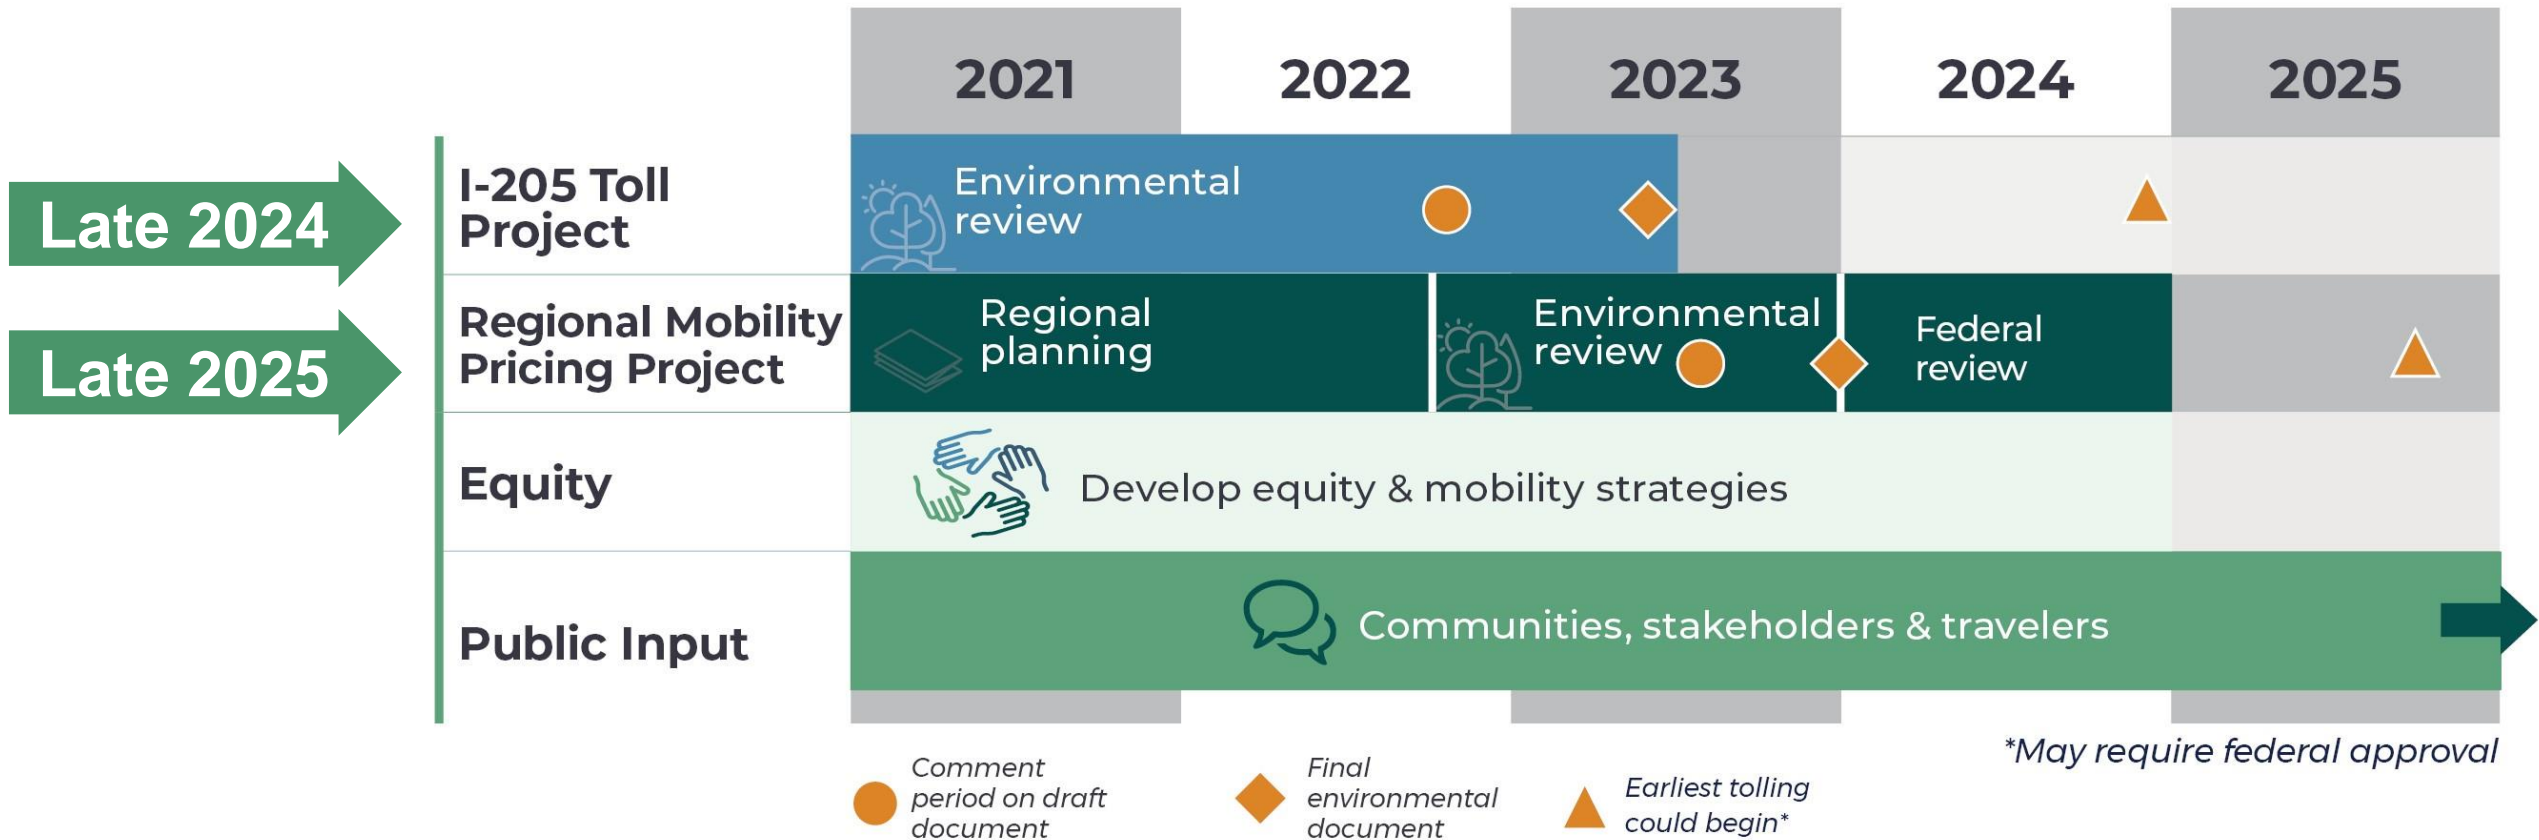 2021
2022
2023
2024
2025
Late 2024
I-205 Toll
Project
Environmental
review
Late 2025
Regional Mobility
Pricing Project
Regional
planning
Environmental
review
Federal
review
Equity
Develop equity & mobility strategies
Public Input
Communities, stakeholders & travelers
*May require federal approval
Comment
period on draft
document
Final
environmental
document
Earliest tolling
could begin*